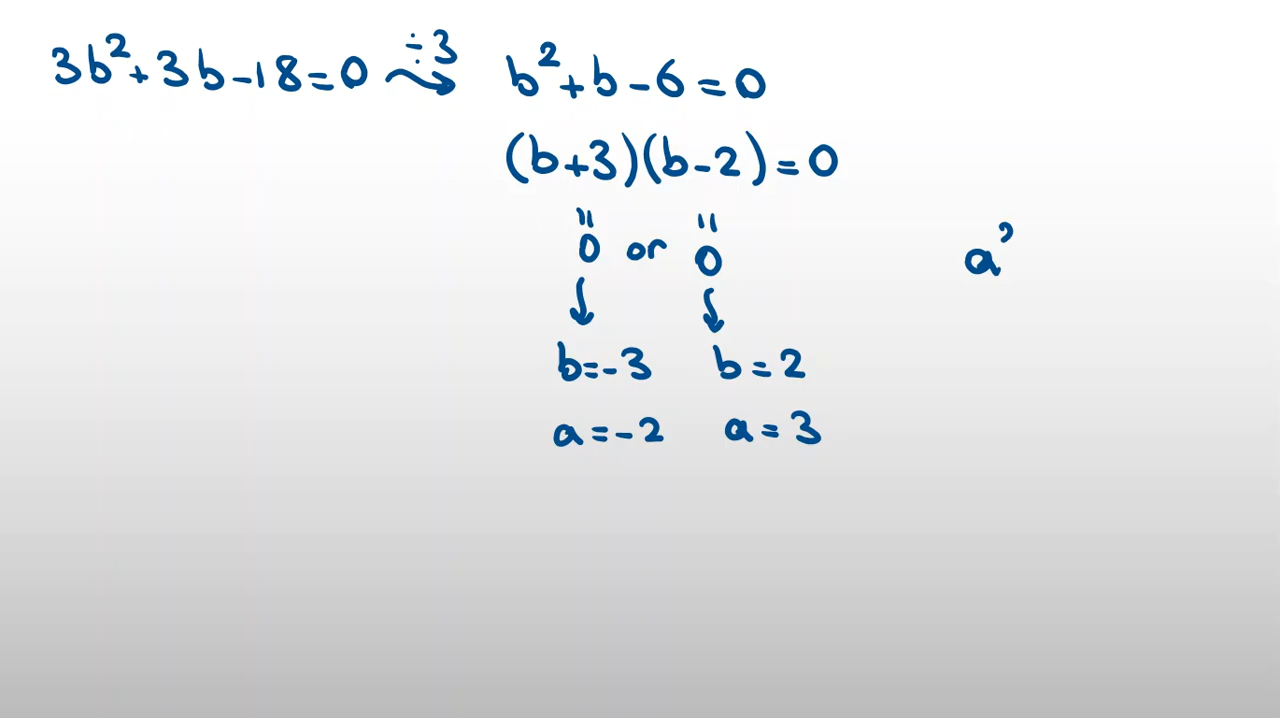 3b²+3b-18=0 ÷3 b²+b-6=0
(b+3)(b-2)=0
=
0 or =
0
b=-3 b=2
a=-2 a=3
a